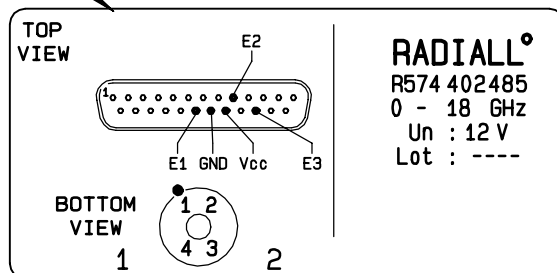 TOP
VIEW
E2
1
E1 GND Vcc E3
BOTTOM
VIEW
1 2
4 3
1 2
RADIALL°
R574 402485
0 - 18 GHz
Un : 12 V
Lot : ----